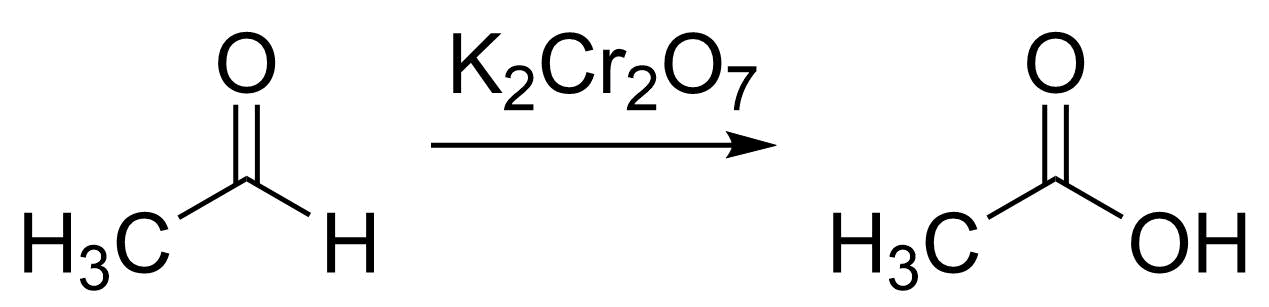 O K₂Cr₂O₇ O
H₃C H H₃C OH